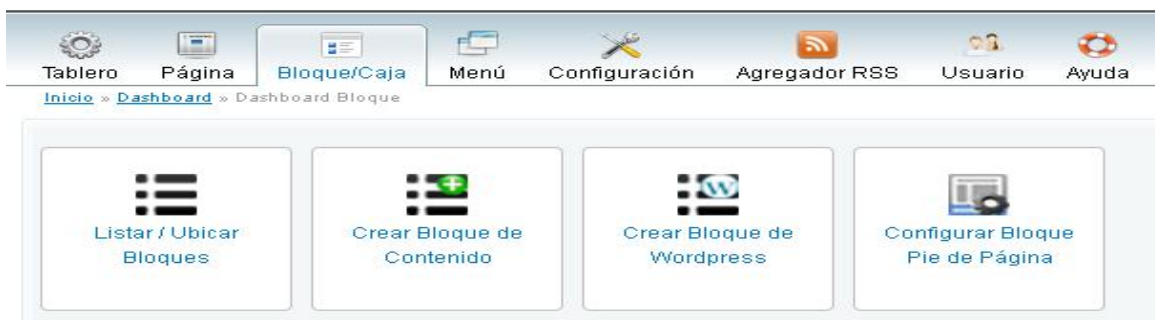 Tablero Página Bloque/Caja Menú Configuración Agregador RSS Usuario Ayuda
Inicio » Dashboard » Dashboard Bloque
Listar / Ubicar
Bloques
Crear Bloque de
Contenido
Crear Bloque de
Wordpress
Configurar Bloque
Pie de Página